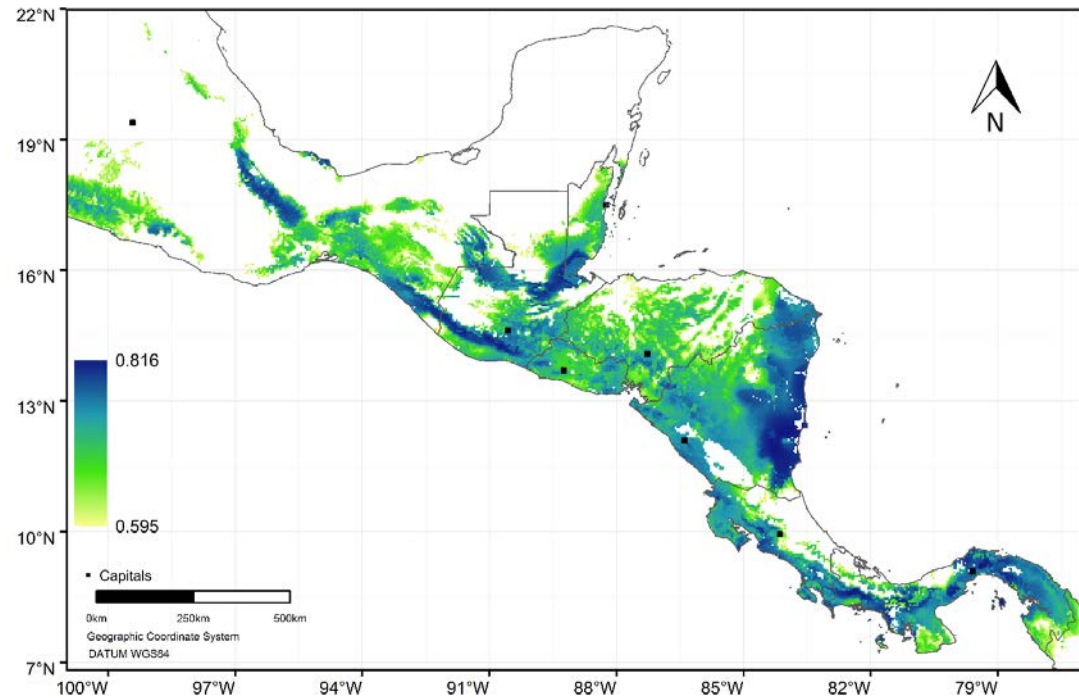 22°N
19°N
16°N
13°N
10°N
7°N
N
0.816
0.595
Capitals
0km 250km 500km
Geographic Coordinate System
DATUM WGS84
100°W 97°W 94°W 91°W 88°W 85°W 82°W 79°W